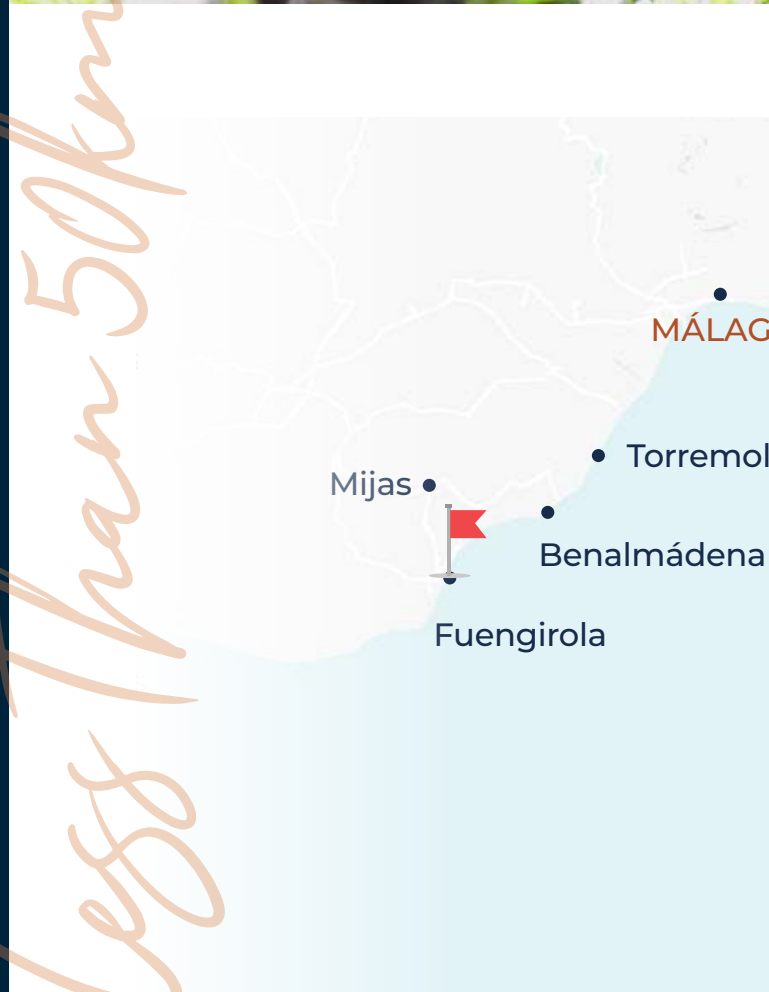 Less Than 50km
MÁLAG
Torremol
Mijas
Benalmádena
Fuengirola